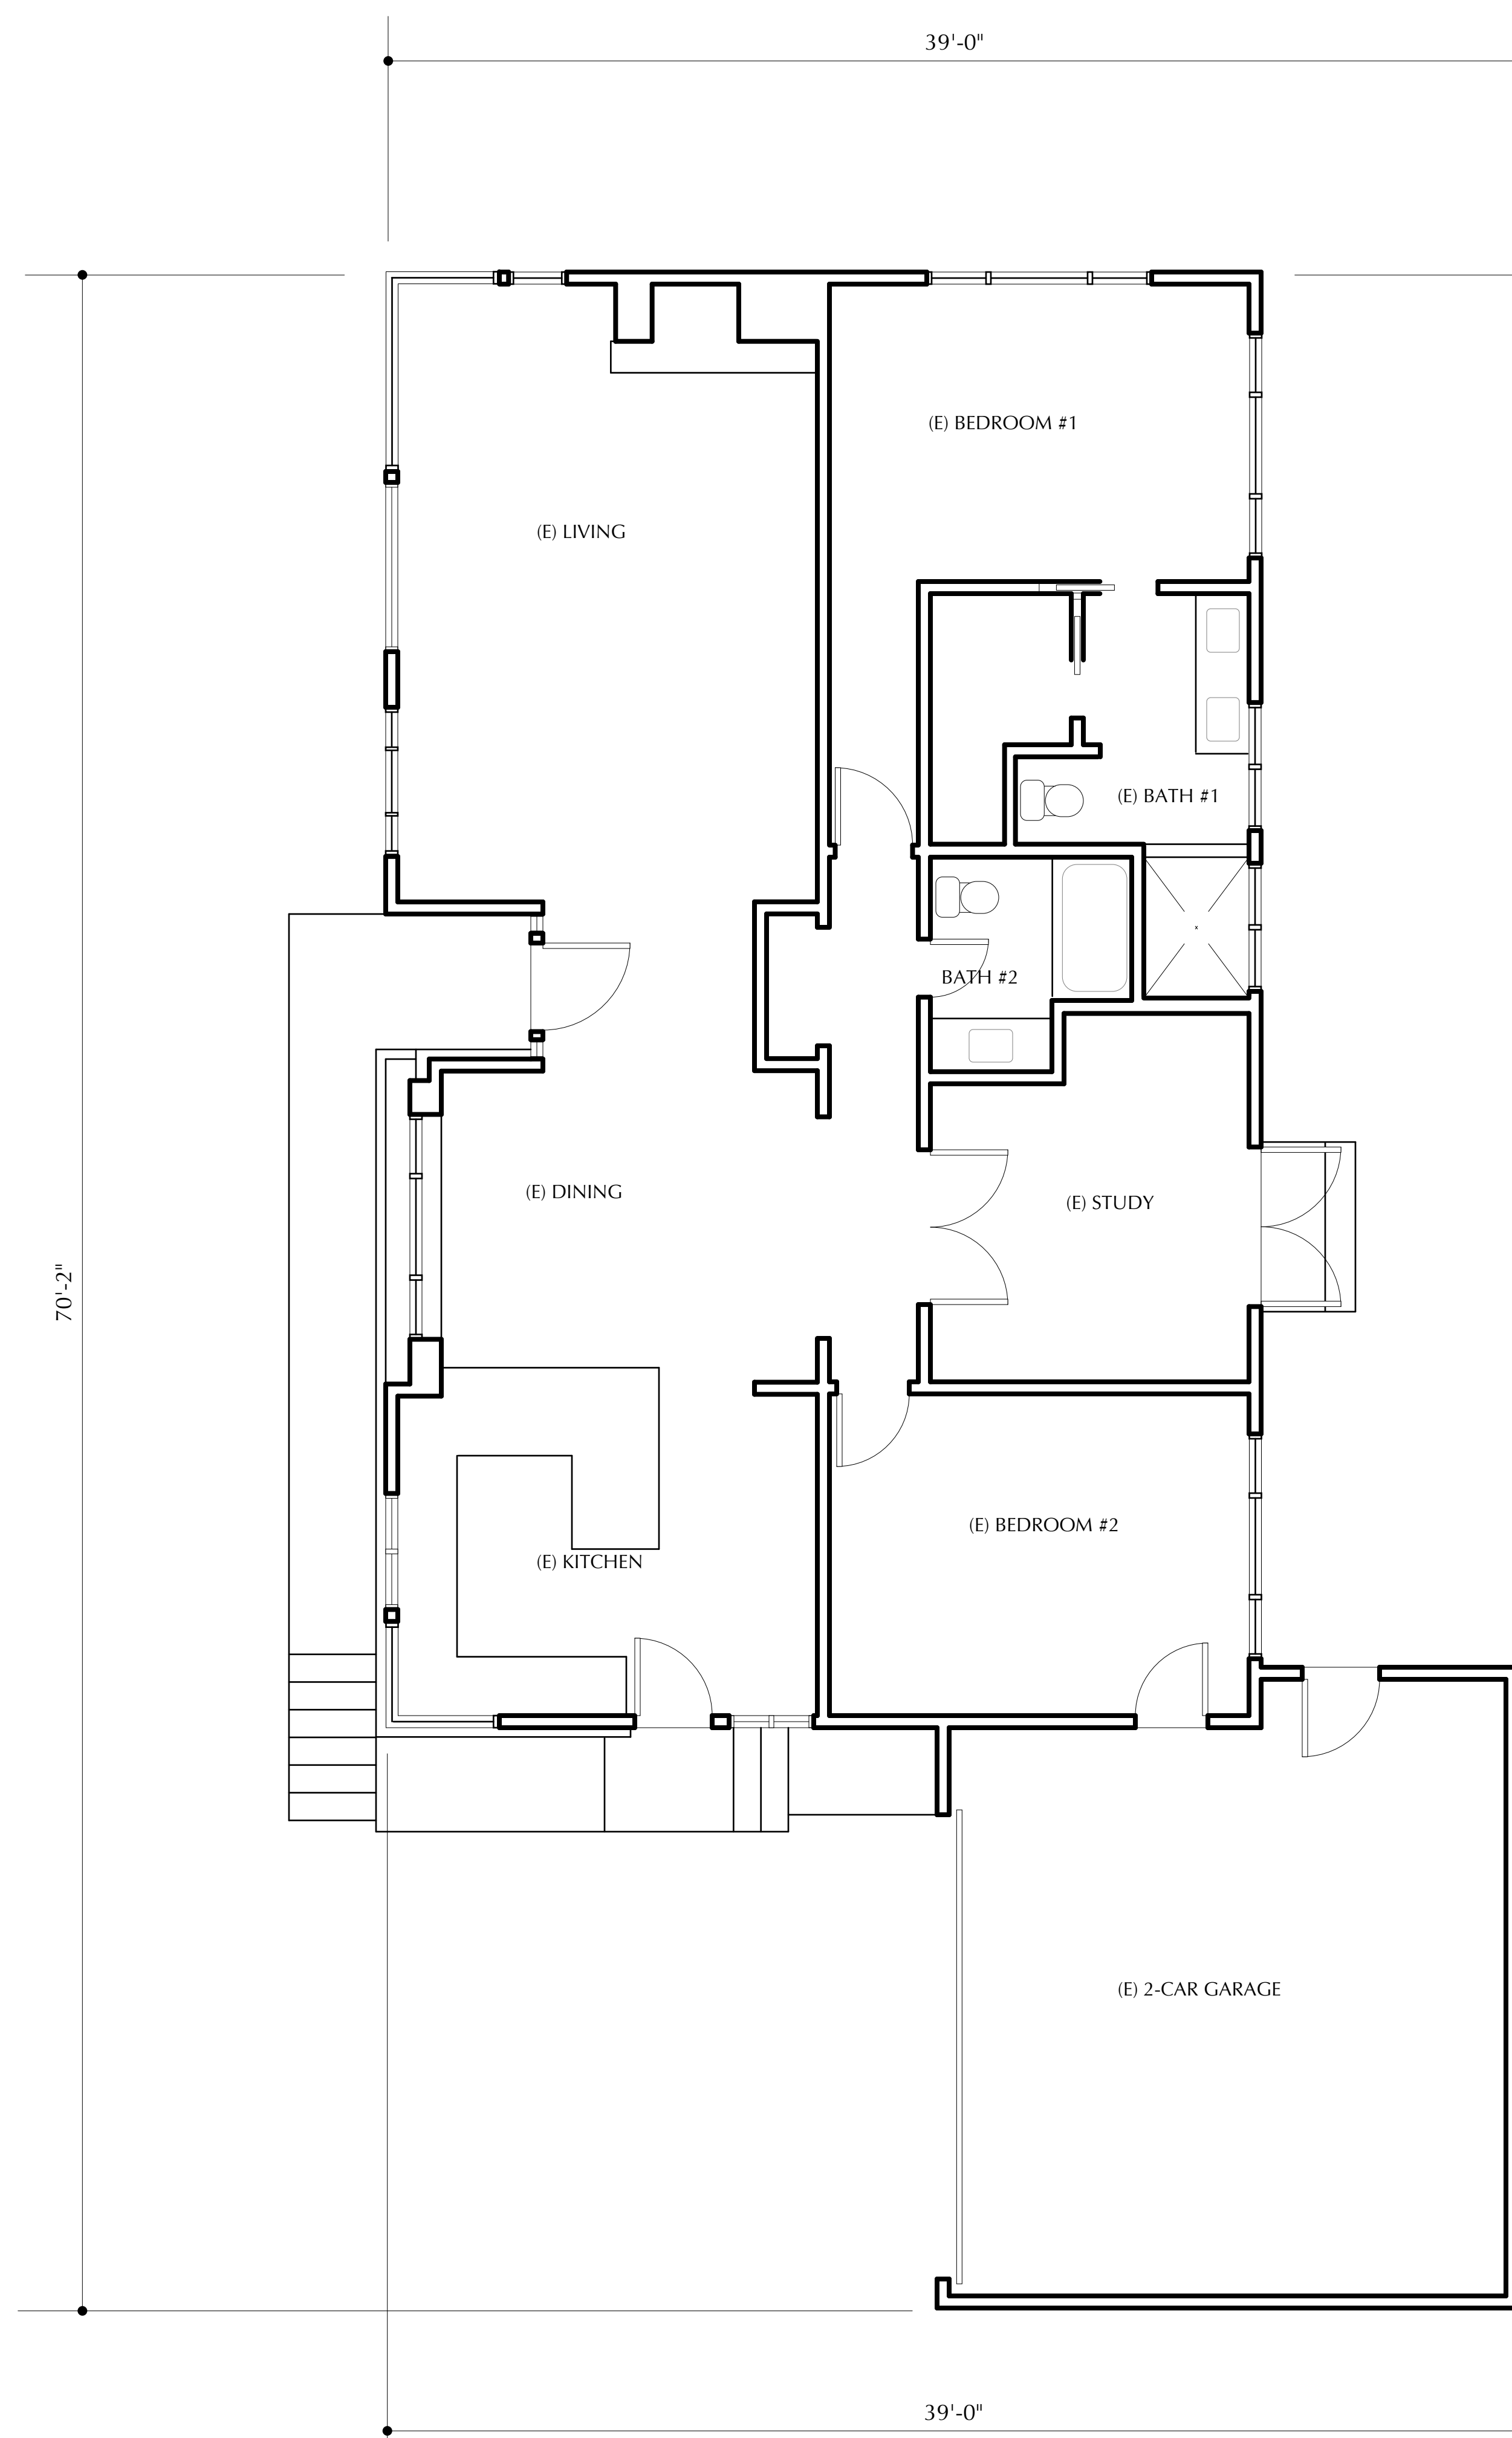 39'-0"
(E) BEDROOM #1
(E) LIVING
(E) BATH #1
x
BATH #2
(E) DINING
(E) STUDY
70'-2"
(E) BEDROOM #2
(E) KITCHEN
(E) 2-CAR GARAGE
39'-0"